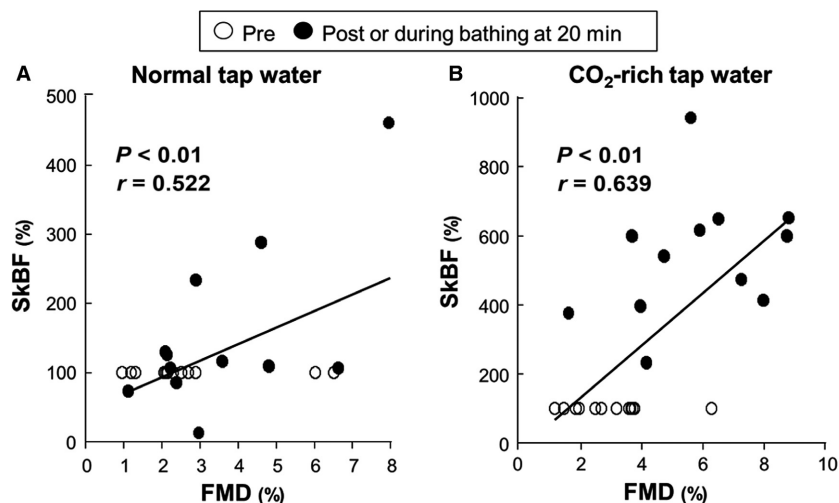 Pre Post or during bathing at 20 min
A Normal tap water
500
400
300
200
100
0
SkBF (%)
P < 0.01
r = 0.522
0 1 2 3 4 5 6 7 8
FMD (%)
B CO₂-rich tap water
1000
800
600
400
200
0
SkBF (%)
P < 0.01
r = 0.639
0 2 4 6 8 10
FMD (%)